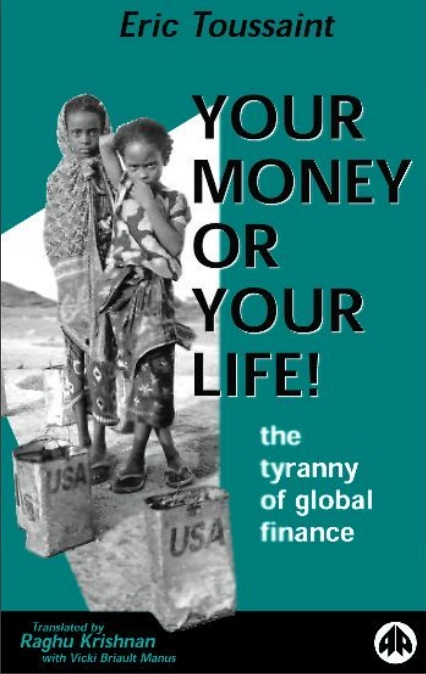 Eric Toussaint
YOUR
MONEY
OR
YOUR
LIFE!
the
tyranny
of global
finance
USA
USA
Translated by
Raghu Krishnan
with Vicki Briault Manus